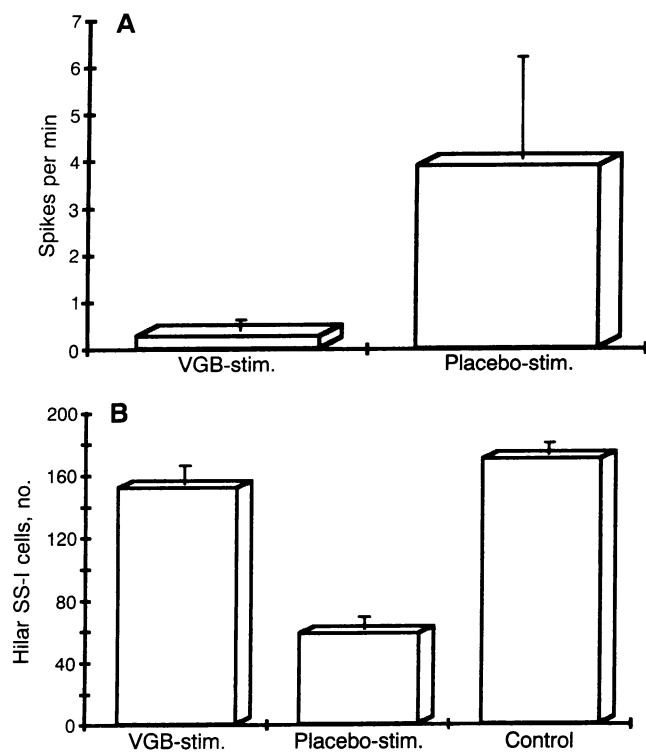 A
7
6
5
4
3
2
1
0
Spikes per min
VGB-stim.
Placebo-stim.
B
200
160
120
80
40
0
Hilar SS-I cells, no.
VGB-stim.
Placebo-stim.
Control